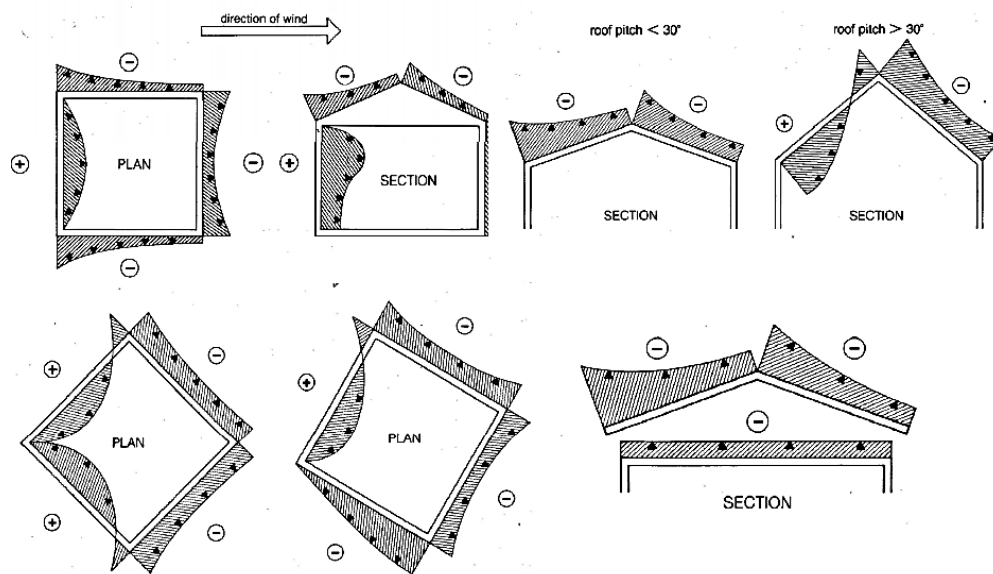 direction of wind
roof pitch < 30°
roof pitch > 30°
−
−
−
−
−
+
−
+
PLAN
−
+
SECTION
SECTION
SECTION
−
−
−
−
−
+
+
−
PLAN
PLAN
+
−
−
SECTION